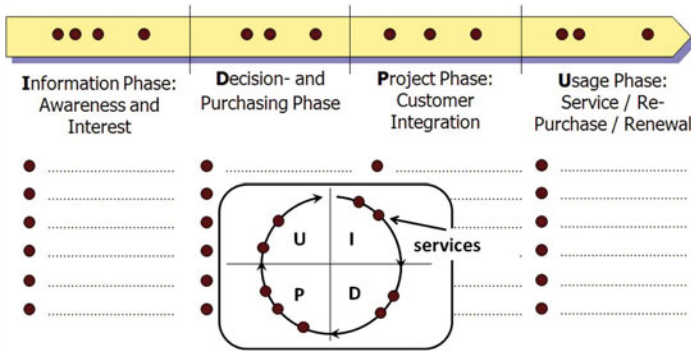 Information Phase:
Awareness and
Interest
Decision- and
Purchasing Phase
Project Phase:
Customer
Integration
Usage Phase:
Service / Re-
Purchase / Renewal
U I
services
P D